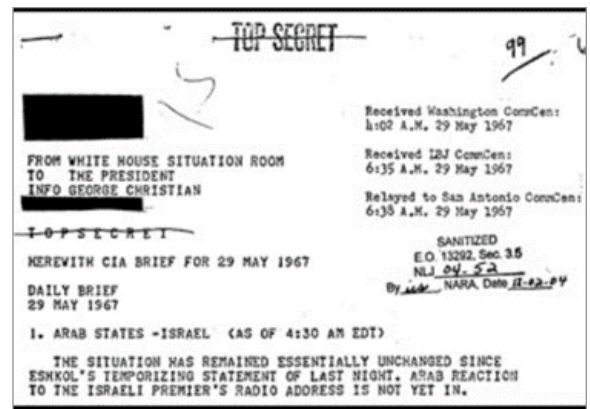 TOP SECRET
99
Received Washington CommCen:
4:02 A.M. 29 May 1967
Received LBJ CommCen:
6:35 A.M. 29 May 1967
Relayed to San Antonio CommCen:
6:38 A.M. 29 May 1967
FROM WHITE HOUSE SITUATION ROOM
TO THE PRESIDENT
INFO GEORGE CHRISTIAN
T O P S E C R E T
SANITIZED
E.O. 13292, Sec. 3.5
NLJ 04-52
By NARA, Date 12-02-04
HEREWITH CIA BRIEF FOR 29 MAY 1967
DAILY BRIEF
29 MAY 1967
1. ARAB STATES -ISRAEL (AS OF 4:30 AM EDT)
THE SITUATION HAS REMAINED ESSENTIALLY UNCHANGED SINCE
ESHKOL'S TEMPORIZING STATEMENT OF LAST NIGHT. ARAB REACTION
TO THE ISRAELI PREMIER'S RADIO ADDRESS IS NOT YET IN.